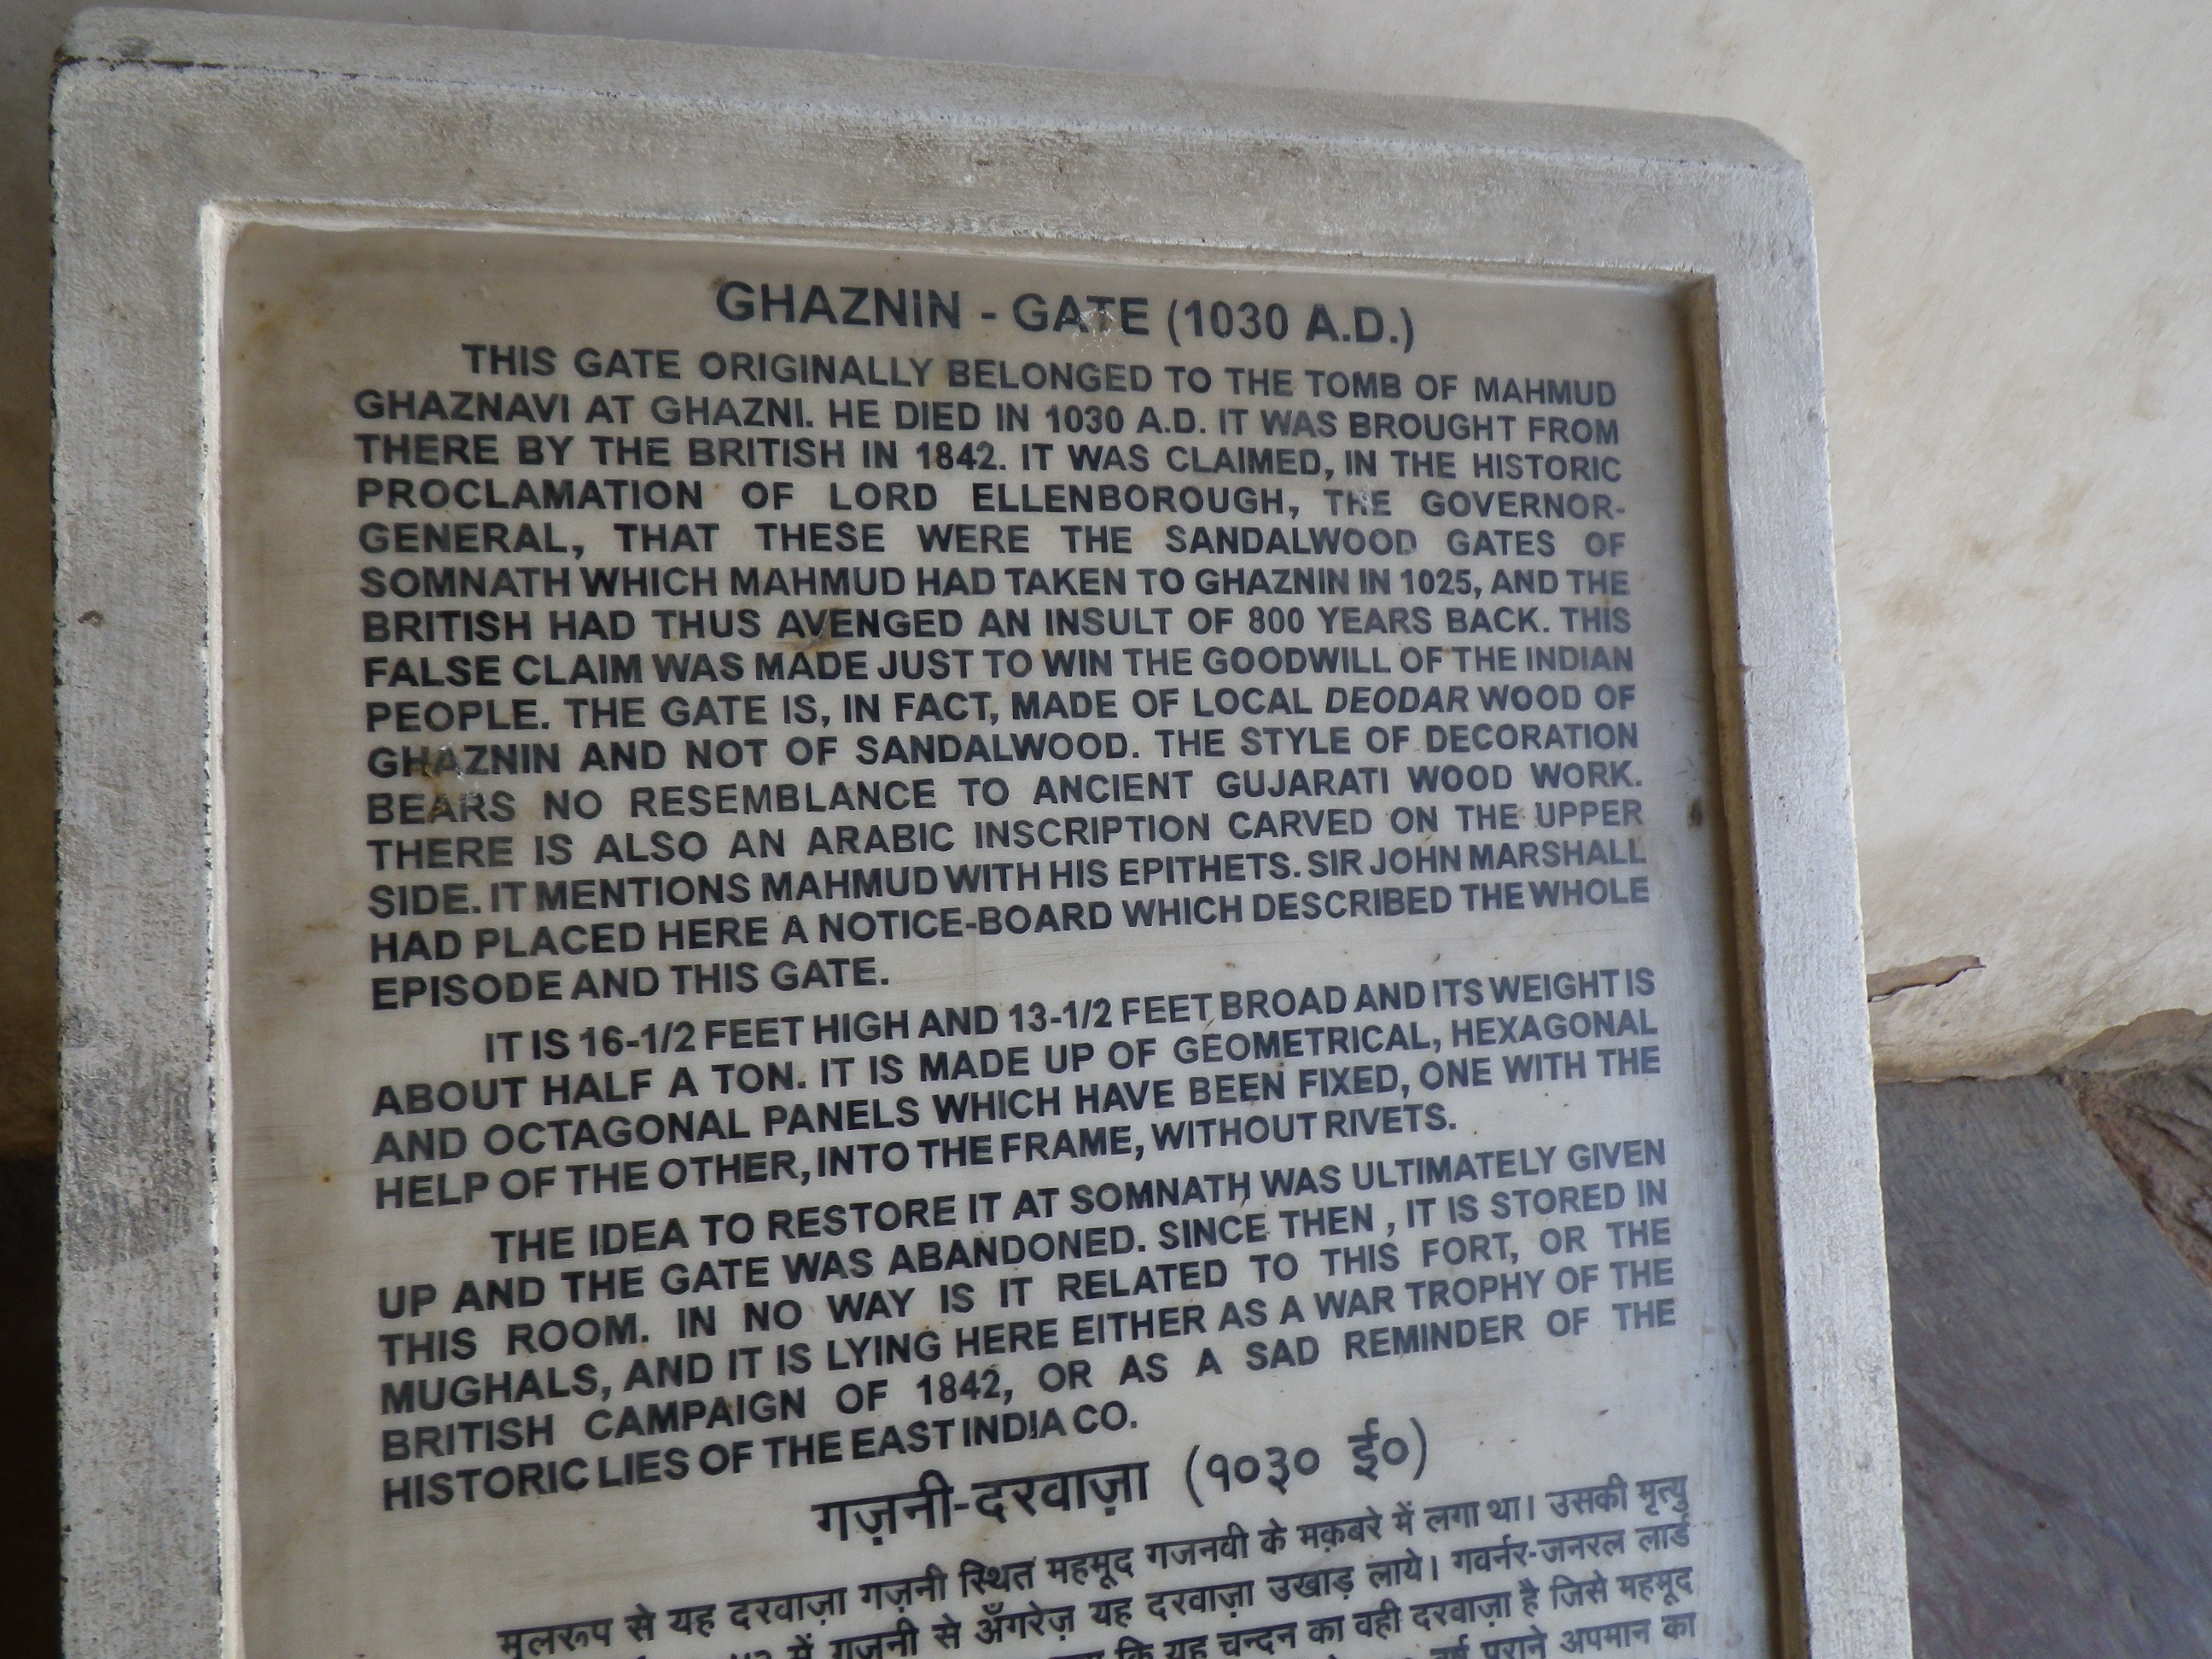 GHAZNIN - GATE (1030 A.D.)
THIS GATE ORIGINALLY BELONGED TO THE TOMB OF MAHMUD
GHAZNAVI AT GHAZNI. HE DIED IN 1030 A.D. IT WAS BROUGHT FROM
THERE BY THE BRITISH IN 1842. IT WAS CLAIMED, IN THE HISTORIC
PROCLAMATION OF LORD ELLENBOROUGH, THE GOVERNOR-
GENERAL, THAT THESE WERE THE SANDALWOOD GATES OF
SOMNATH WHICH MAHMUD HAD TAKEN TO GHAZNIN IN 1025, AND THE
BRITISH HAD THUS AVENGED AN INSULT OF 800 YEARS BACK. THIS
FALSE CLAIM WAS MADE JUST TO WIN THE GOODWILL OF THE INDIAN
PEOPLE. THE GATE IS, IN FACT, MADE OF LOCAL DEODAR WOOD OF
GHAZNIN AND NOT OF SANDALWOOD. THE STYLE OF DECORATION
BEARS NO RESEMBLANCE TO ANCIENT GUJARATI WOOD WORK.
THERE IS ALSO AN ARABIC INSCRIPTION CARVED ON THE UPPER
SIDE. IT MENTIONS MAHMUD WITH HIS EPITHETS. SIR JOHN MARSHALL
HAD PLACED HERE A NOTICE-BOARD WHICH DESCRIBED THE WHOLE
EPISODE AND THIS GATE.
IT IS 16-1/2 FEET HIGH AND 13-1/2 FEET BROAD AND ITS WEIGHT IS
ABOUT HALF A TON. IT IS MADE UP OF GEOMETRICAL, HEXAGONAL
AND OCTAGONAL PANELS WHICH HAVE BEEN FIXED, ONE WITH THE
HELP OF THE OTHER, INTO THE FRAME, WITHOUT RIVETS.
THE IDEA TO RESTORE IT AT SOMNATH WAS ULTIMATELY GIVEN
UP AND THE GATE WAS ABANDONED. SINCE THEN , IT IS STORED IN
THIS ROOM. IN NO WAY IS IT RELATED TO THIS FORT, OR THE
MUGHALS, AND IT IS LYING HERE EITHER AS A WAR TROPHY OF THE
BRITISH CAMPAIGN OF 1842, OR AS A SAD REMINDER OF THE
HISTORIC LIES OF THE EAST INDIA CO.
गज़नी-दरवाज़ा (१०३० ई०)
मूलरूप से यह दरवाज़ा गज़नी स्थित महमूद गजनवी के मक़बरे में लगा था। उसकी मृत्यु
में गज़नी से अँगरेज़ यह दरवाज़ा उखाड़ लाये। गवर्नर-जनरल लार्ड
कि यह चन्दन का वही दरवाज़ा है जिसे महमूद
वर्ष पुराने अपमान का